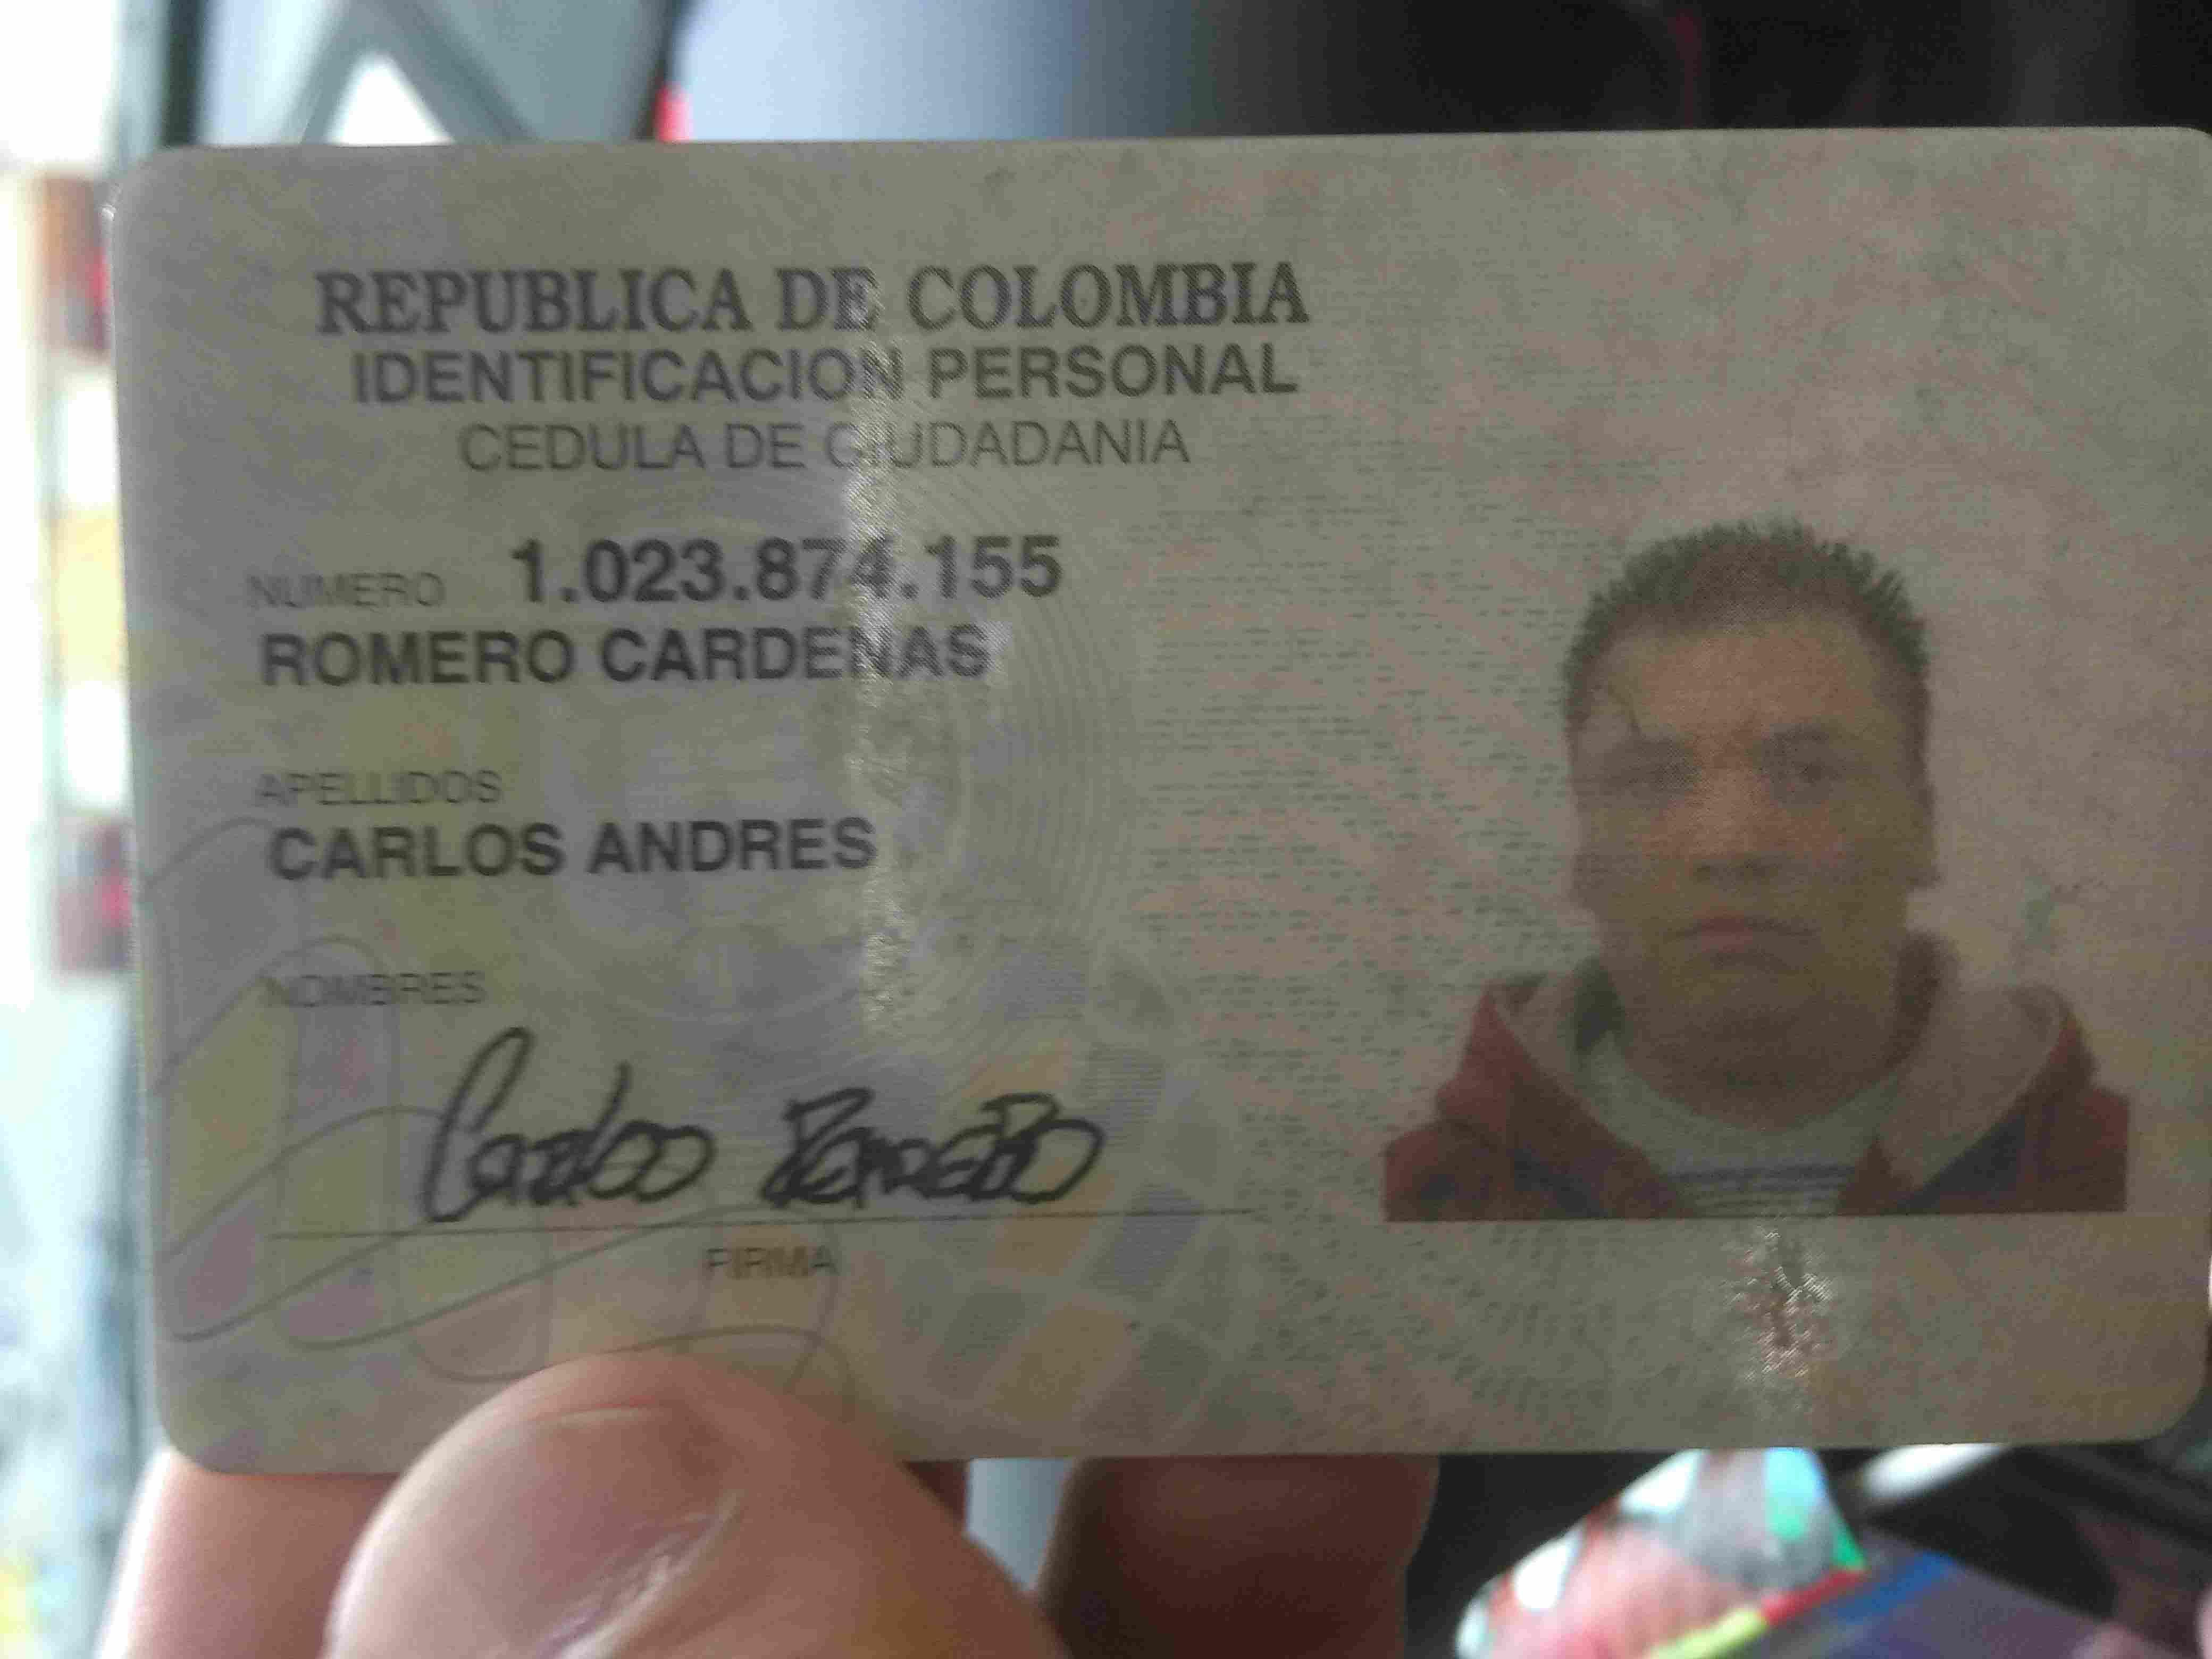 REPUBLICA DE COLOMBIA
IDENTIFICACION PERSONAL
CEDULA DE CIUDADANIA
NUMERO 1.023.874.155
ROMERO CARDENAS
APELLIDOS
CARLOS ANDRES
NOMBRES
Carlos Romero
FIRMA